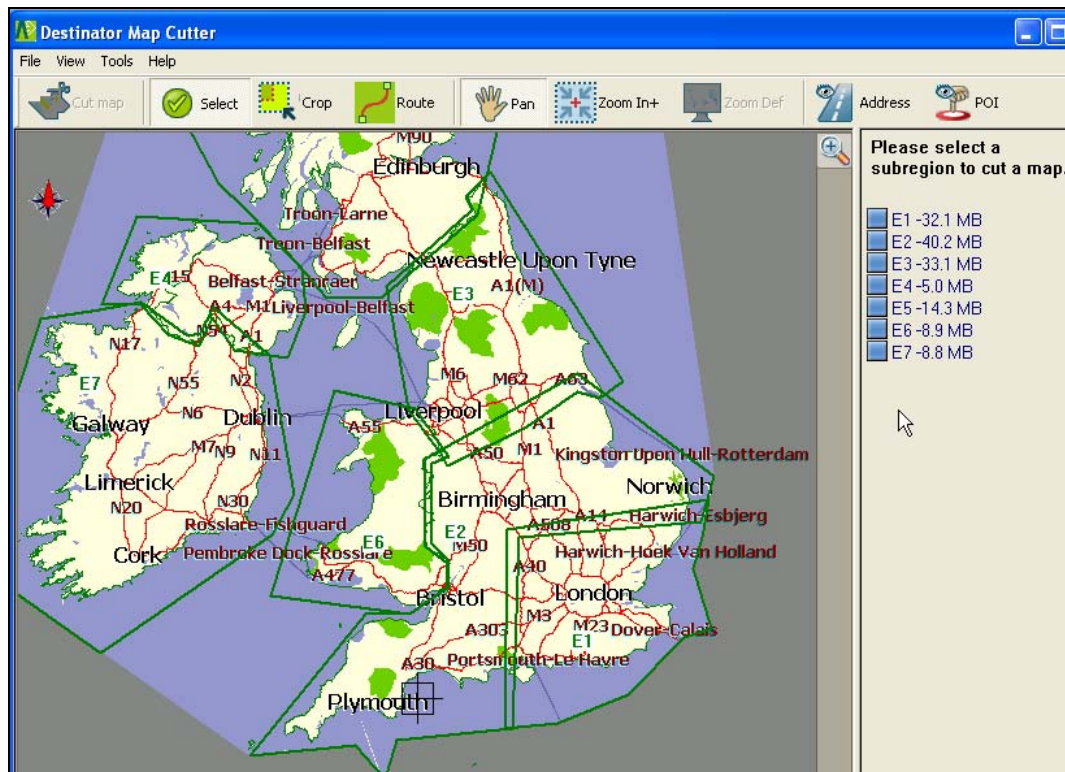 Destinator Map Cutter
File View Tools Help
Cut map Select Crop Route Pan Zoom In+ Zoom Def Address POI
Please select a
subregion to cut a map.
E1 -32.1 MB
E2 -40.2 MB
E3 -33.1 MB
E4 -5.0 MB
E5 -14.3 MB
E6 -8.9 MB
E7 -8.8 MB
M90
Edinburgh
Troon-Larne
Troon-Belfast
Newcastle Upon Tyne
E4 15 Belfast-Stranraer A1(M)
E3
A4 M1 Liverpool-Belfast
N54 A1
N17
E7 N55 N2 M6 M62 A63
N6 Dublin Liverpool
Galway A55 A1
M7 N9 N11 A50 M1 Kingston Upon Hull-Rotterdam
Limerick Birmingham Norwich
N20 N30 A14 Harwich-Esbjerg
Rosslare-Fishguard A508
E2
Cork Pembroke Dock-Rosslare E6 M50 Harwich-Hoek Van Holland
A477 A40
Bristol London
M3
A303 M23 Dover-Calais
E1
A30 Portsmouth-Le Havre
Plymouth